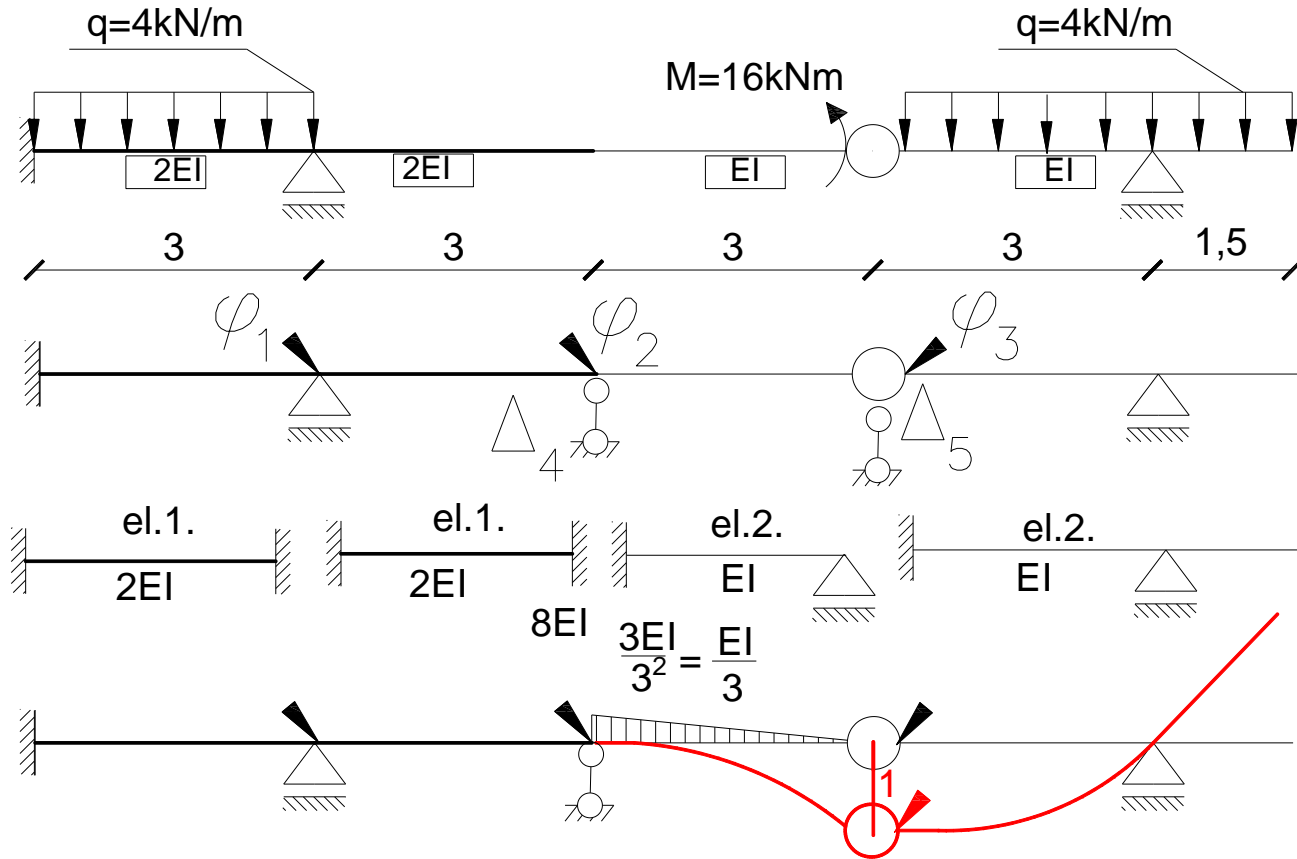 q=4kN/m q=4kN/m
M=16kNm
2EI 2EI EI EI
3 3 3 3 1,5
φ1 φ2 φ3
Δ4 Δ5
el.1. el.1. el.2. el.2.
2EI 2EI EI EI
8EI
3EI/3² = EI/3
1